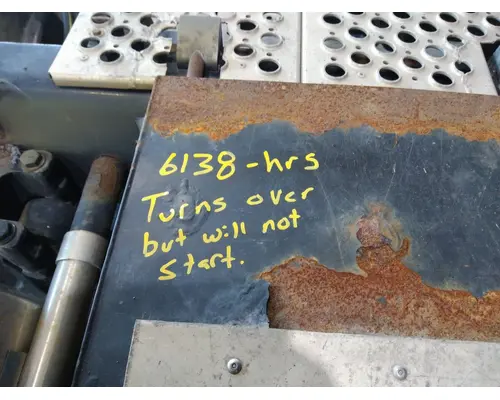 6138-hrs
Turns over
but will not
start.